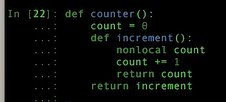 In [22]: def counter():
    ...:     count = 0
    ...:     def increment():
    ...:         nonlocal count
    ...:         count += 1
    ...:         return count
    ...:     return increment
    ...: